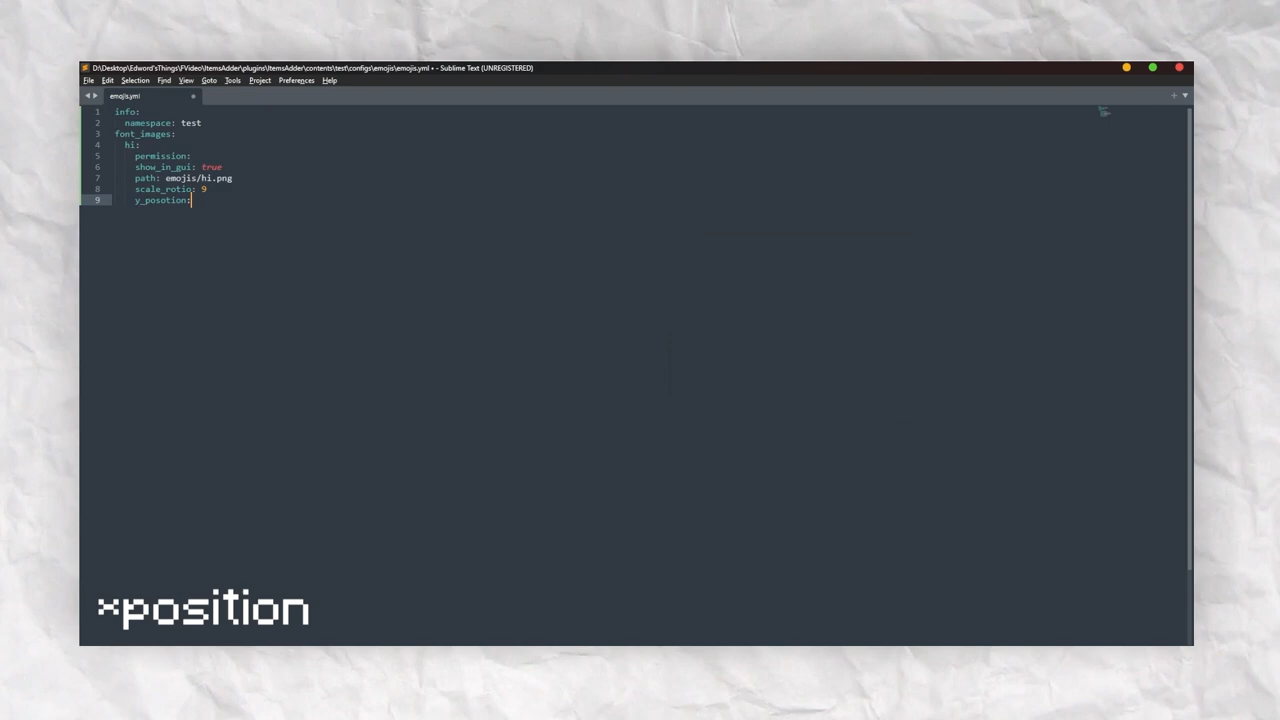 D:\Desktop\Edword'sThings\FVideo\ItemsAdder\plugins\ItemsAdder\contents\test\configs\emojis\emojis.yml • - Sublime Text (UNREGISTERED)
File Edit Selection Find View Goto Tools Project Preferences Help
emojis.yml
1 info:
2 namespace: test
3 font_images:
4 hi:
5 permission:
6 show_in_gui: true
7 path: emojis/hi.png
8 scale_rotio: 9
9 y_posotion:
xposition